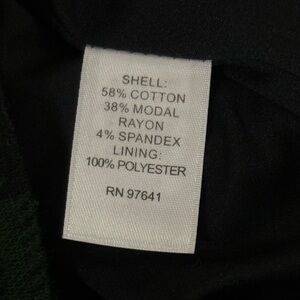 SHELL:
58% COTTON
38% MODAL
RAYON
4% SPANDEX
LINING:
100% POLYESTER
RN 97641